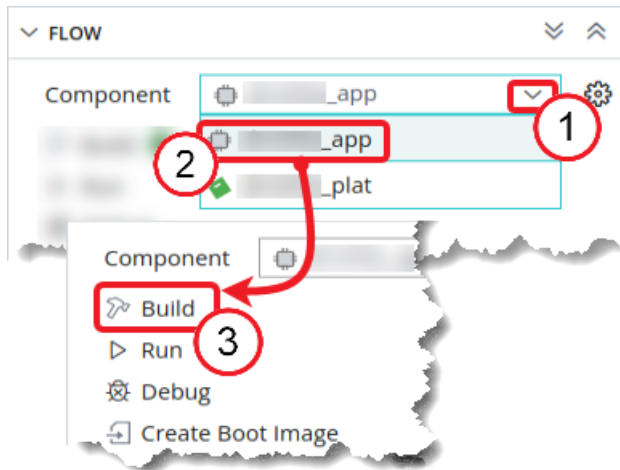 FLOW
Component _app
1
_app
2
_plat
Component
Build
3
Run
Debug
Create Boot Image